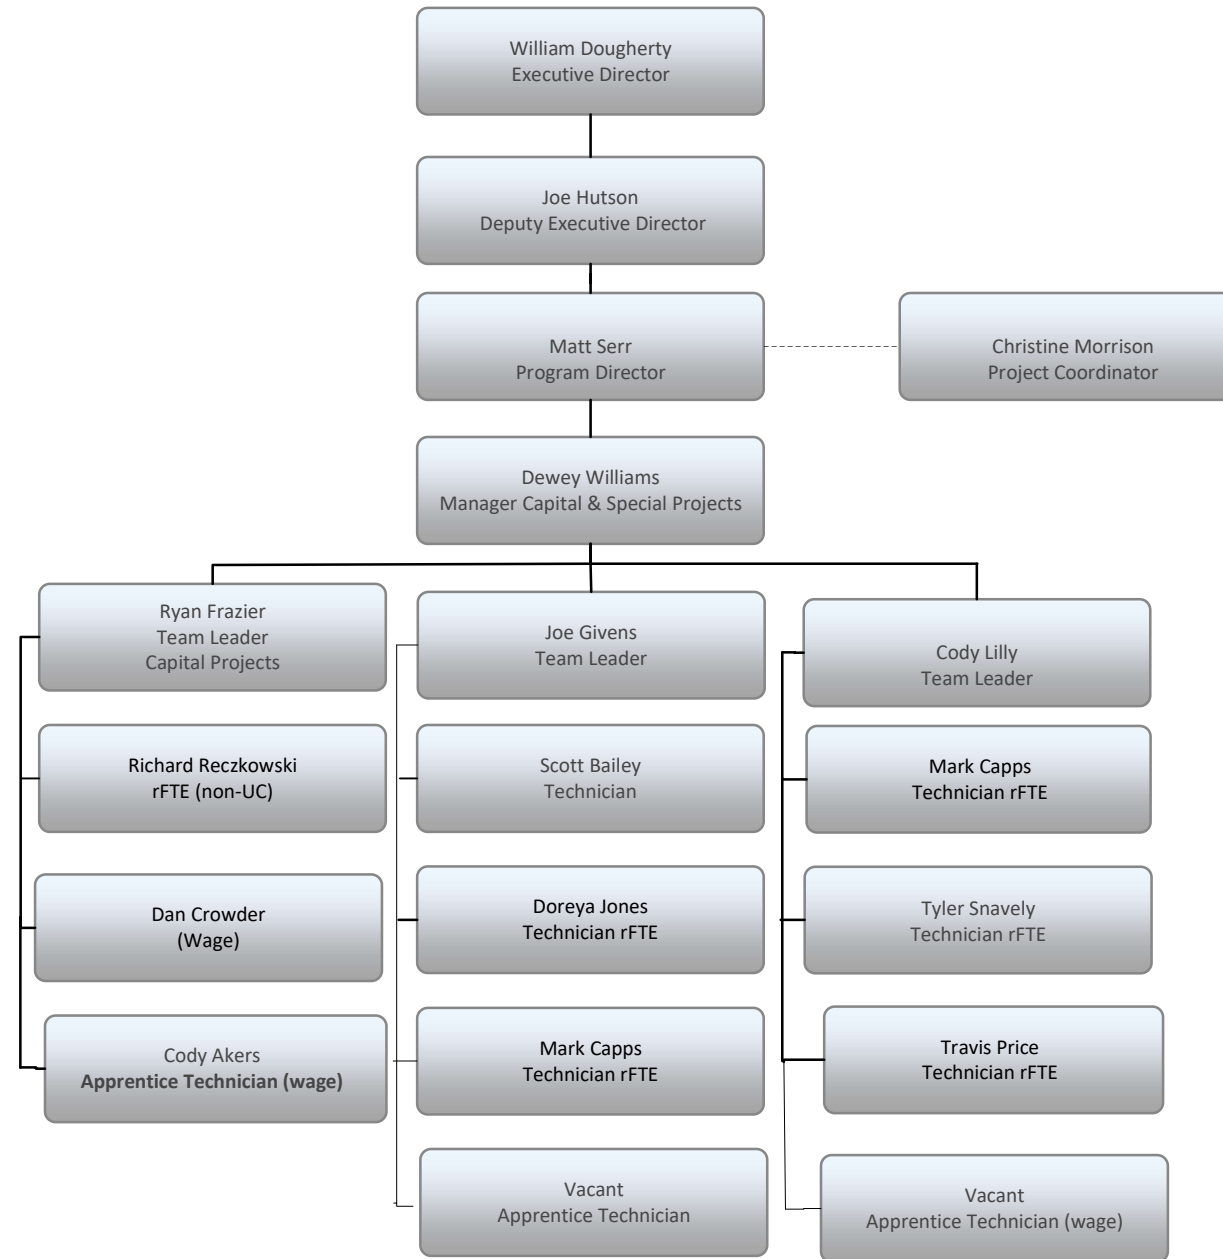 William Dougherty
Executive Director
Joe Hutson
Deputy Executive Director
Matt Serr
Program Director
Christine Morrison
Project Coordinator
Dewey Williams
Manager Capital & Special Projects
Ryan Frazier
Team Leader
Capital Projects
Joe Givens
Team Leader
Cody Lilly
Team Leader
Richard Reczkowski
rFTE (non-UC)
Scott Bailey
Technician
Mark Capps
Technician rFTE
Dan Crowder
(Wage)
Doreya Jones
Technician rFTE
Tyler Snavely
Technician rFTE
Cody Akers
Apprentice Technician (wage)
Mark Capps
Technician rFTE
Travis Price
Technician rFTE
Vacant
Apprentice Technician
Vacant
Apprentice Technician (wage)